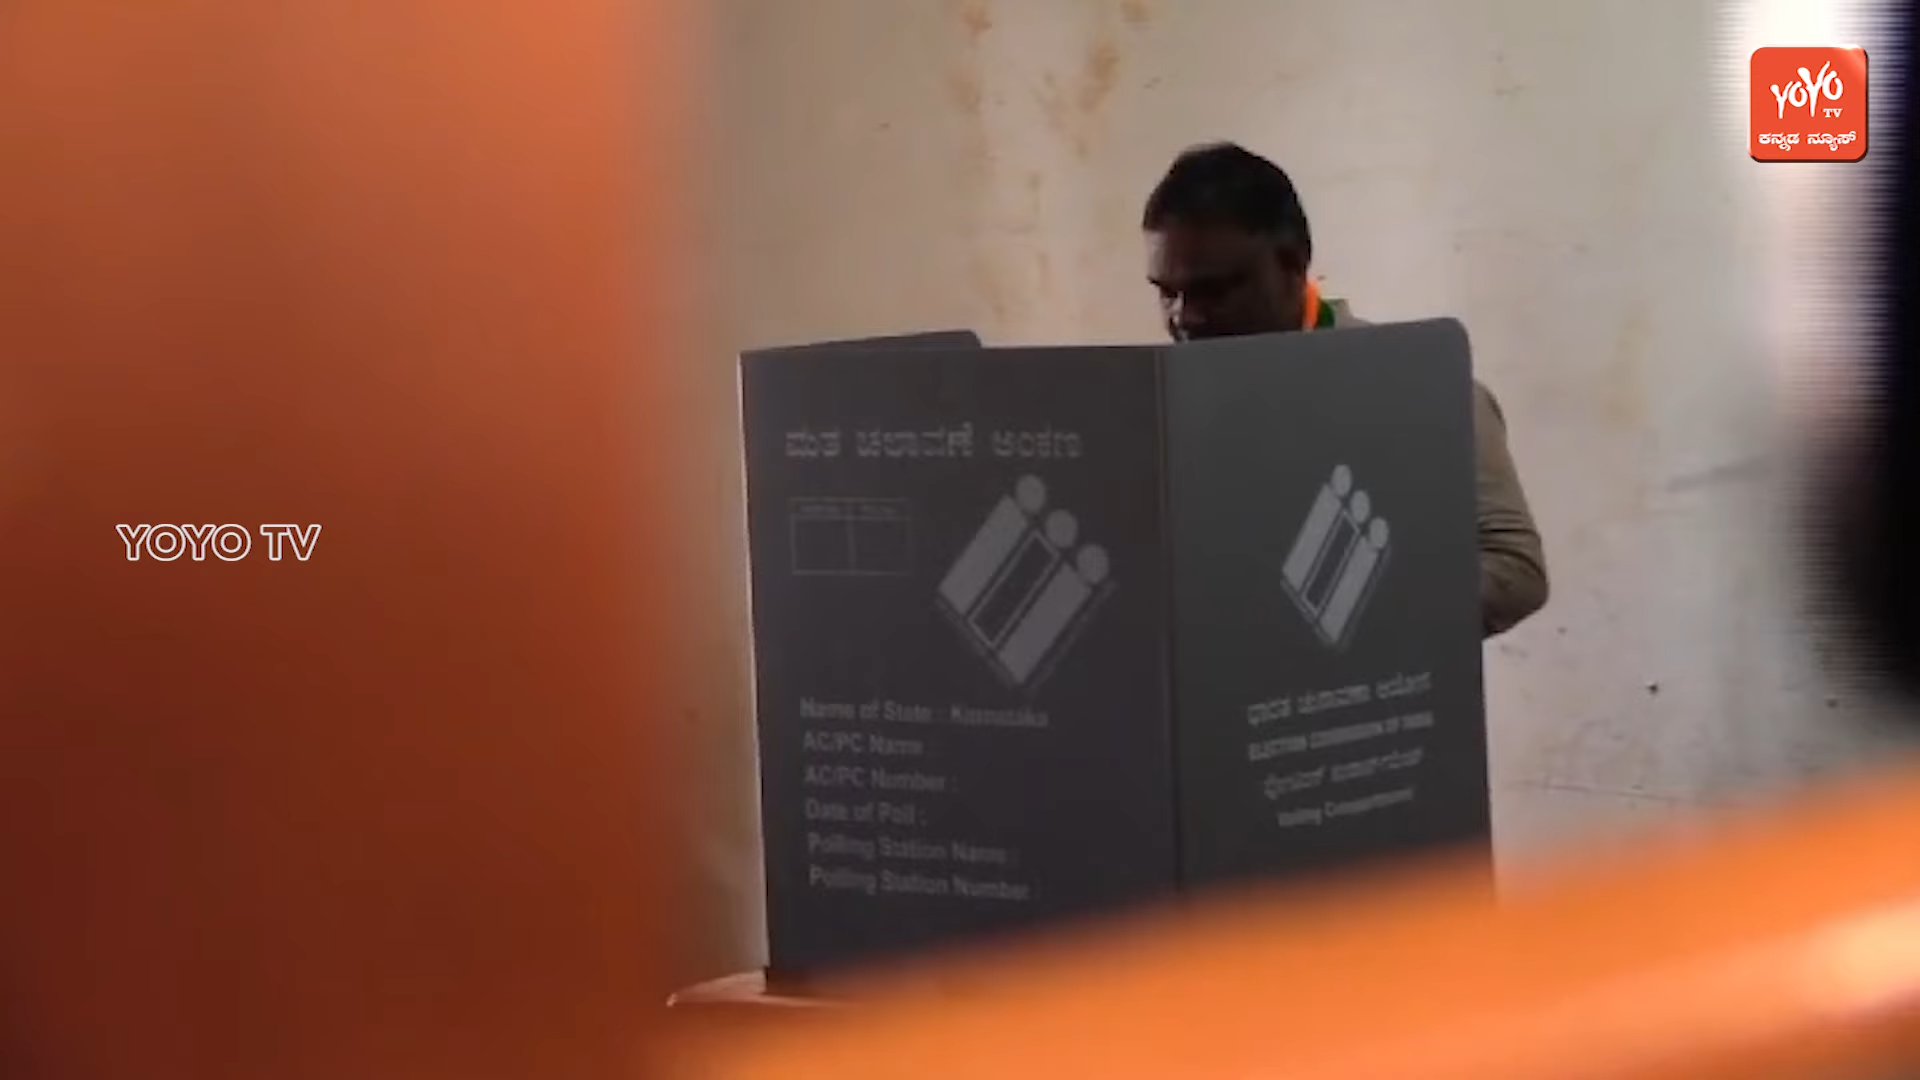 YOYO
TV
ಕನ್ನಡ ನ್ಯೂಸ್
YOYO TV
ಮತ ಚಲಾವಣೆ ಅಂಕಣ
Name of State : Karnataka
AC/PC Name :
AC/PC Number :
Date of Poll :
Polling Station Name :
Polling Station Number :
ಭಾರತ ಚುನಾವಣಾ ಆಯೋಗ
ELECTION COMMISSION OF INDIA
Voting Compartment